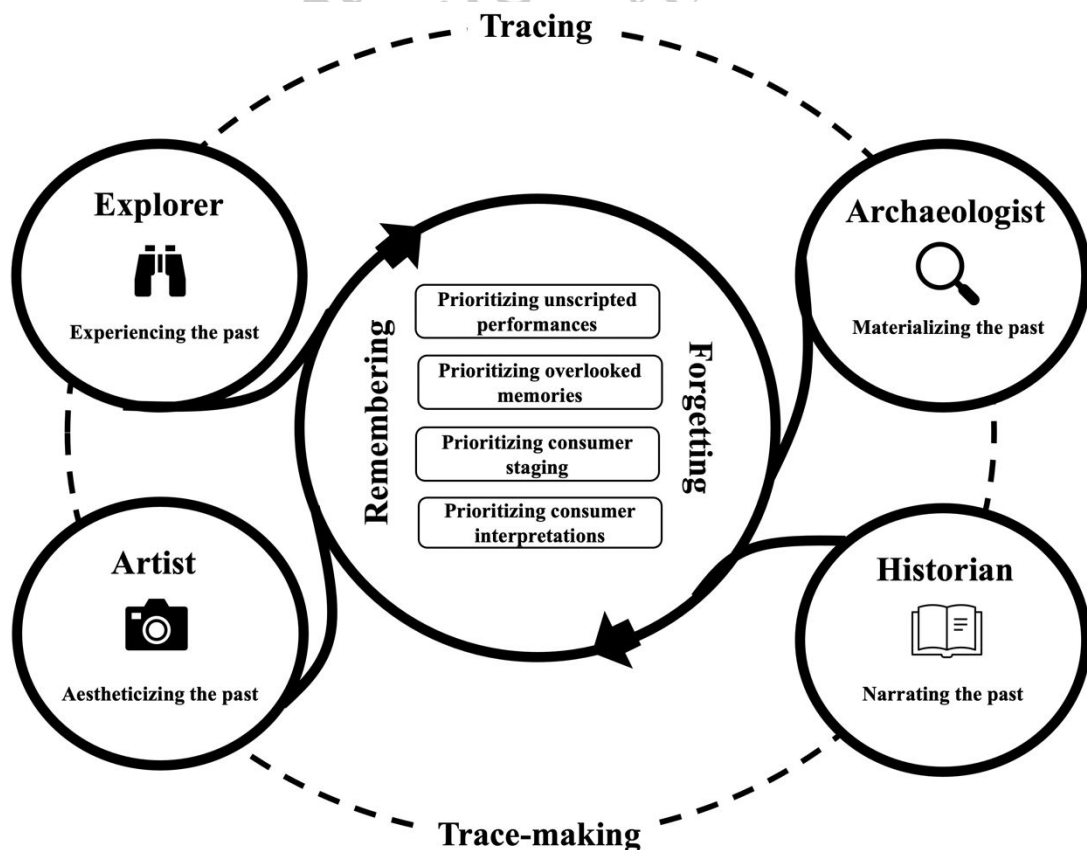 Tracing
Explorer
Experiencing the past
Archaeologist
Materializing the past
Remembering
Prioritizing unscripted
performances
Prioritizing overlooked
memories
Prioritizing consumer
staging
Prioritizing consumer
interpretations
Forgetting
Artist
Aestheticizing the past
Historian
Narrating the past
Trace-making